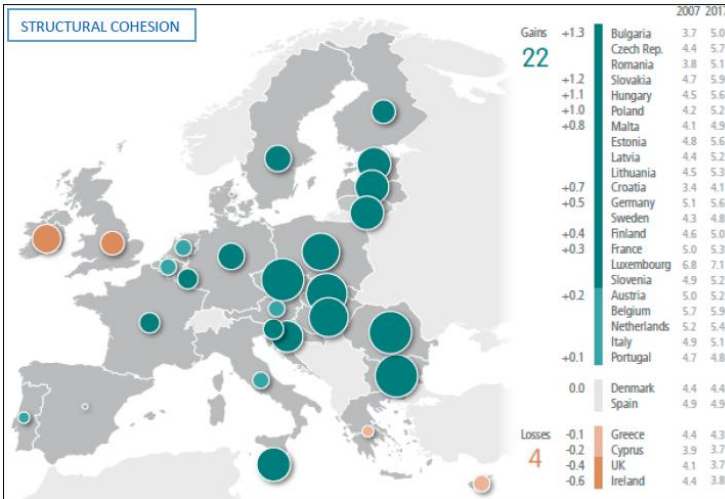 STRUCTURAL COHESION
2007 2017
Gains +1.3 Bulgaria 3.7 5.0
22 Czech Rep. 4.4 5.7
Romania 3.8 5.1
+1.2 Slovakia 4.7 5.9
+1.1 Hungary 4.5 5.6
+1.0 Poland 4.2 5.2
+0.8 Malta 4.1 4.9
Estonia 4.8 5.6
Latvia 4.4 5.2
Lithuania 4.5 5.3
+0.7 Croatia 3.4 4.1
+0.5 Germany 5.1 5.6
Sweden 4.3 4.8
+0.4 Finland 4.6 5.0
+0.3 France 5.0 5.3
Luxembourg 6.8 7.1
Slovenia 4.9 5.2
+0.2 Austria 5.0 5.2
Belgium 5.7 5.9
Netherlands 5.2 5.4
Italy 4.9 5.1
+0.1 Portugal 4.7 4.8
0.0 Denmark 4.4 4.4
Spain 4.9 4.9
Losses -0.1 Greece 4.4 4.3
4 -0.2 Cyprus 3.9 3.7
-0.4 UK 4.1 3.7
-0.6 Ireland 4.4 3.8